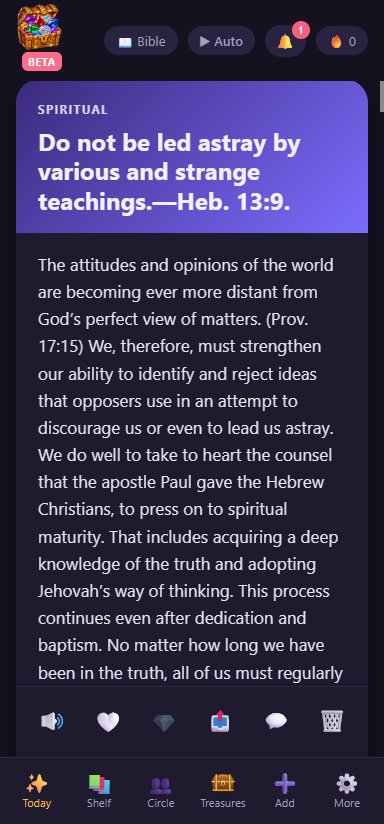 BETA
Bible
Auto
1
0
SPIRITUAL
Do not be led astray by
various and strange
teachings.—Heb. 13:9.
The attitudes and opinions of the world
are becoming ever more distant from
God’s perfect view of matters. (Prov.
17:15) We, therefore, must strengthen
our ability to identify and reject ideas
that opposers use in an attempt to
discourage us or even to lead us astray.
We do well to take to heart the counsel
that the apostle Paul gave the Hebrew
Christians, to press on to spiritual
maturity. That includes acquiring a deep
knowledge of the truth and adopting
Jehovah’s way of thinking. This process
continues even after dedication and
baptism. No matter how long we have
been in the truth, all of us must regularly
Today
Shelf
Circle
Treasures
Add
More